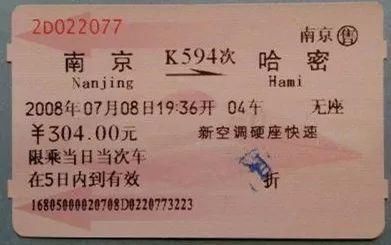 2D022077 南京㊕
南京 K594次 哈密
Nanjing Hami
2008年07月08日19:36开 04车 无座
¥304.00元 新空调硬座快速
限乘当日当次车
在5日内到有效 折
16805000020708D0220773223